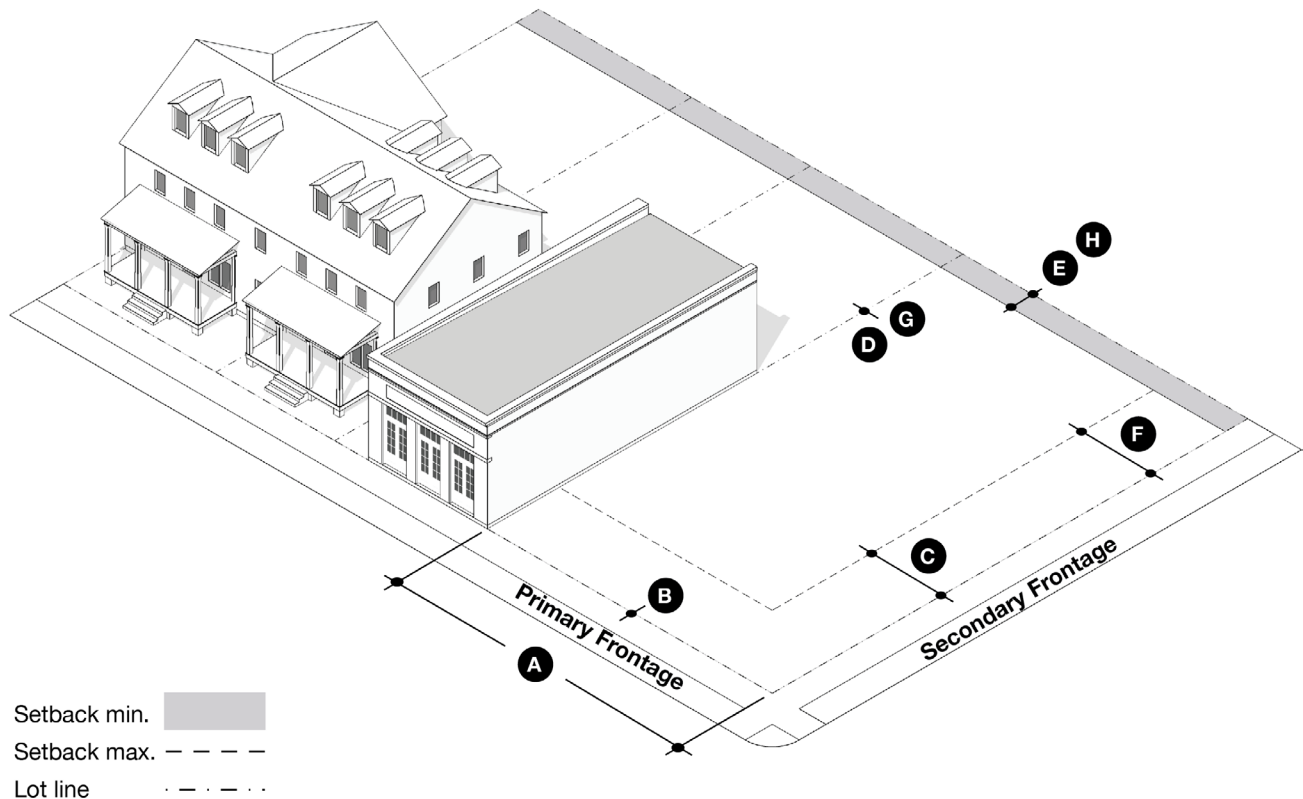 H
E
G
D
F
C
B
A
Primary Frontage
Secondary Frontage
Setback min.
Setback max.
Lot line